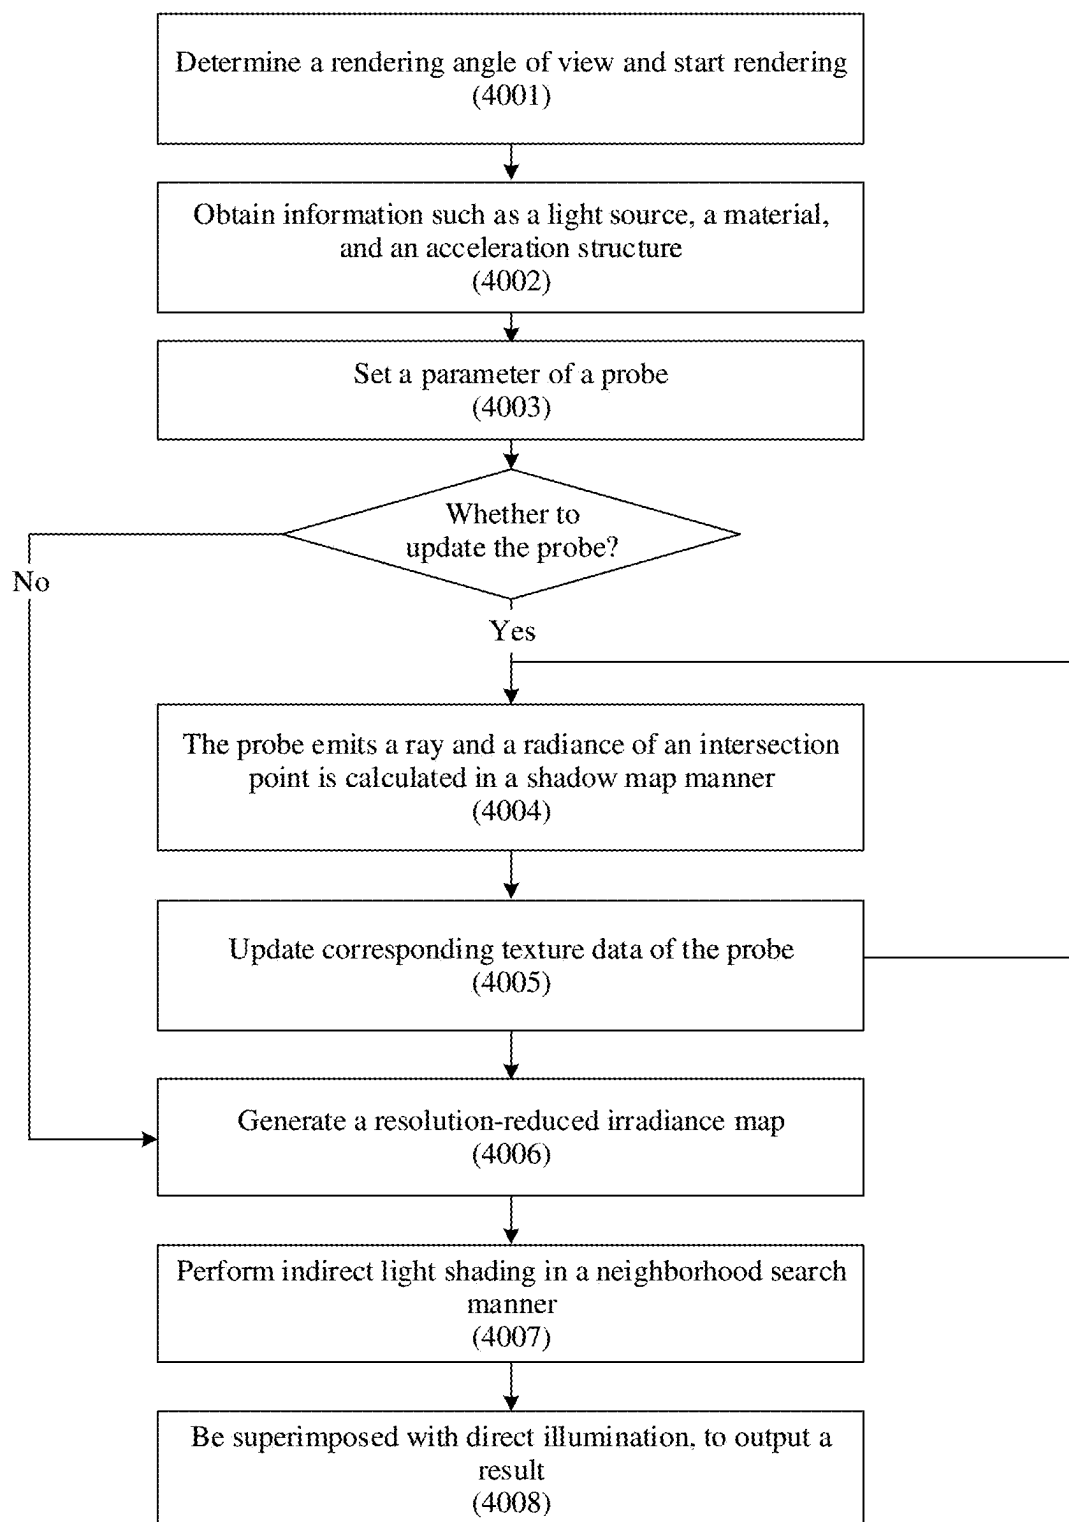 Determine a rendering angle of view and start rendering
(4001)
Obtain information such as a light source, a material,
and an acceleration structure
(4002)
Set a parameter of a probe
(4003)
Whether to
update the probe?
No
Yes
The probe emits a ray and a radiance of an intersection
point is calculated in a shadow map manner
(4004)
Update corresponding texture data of the probe
(4005)
Generate a resolution-reduced irradiance map
(4006)
Perform indirect light shading in a neighborhood search
manner
(4007)
Be superimposed with direct illumination, to output a
result
(4008)